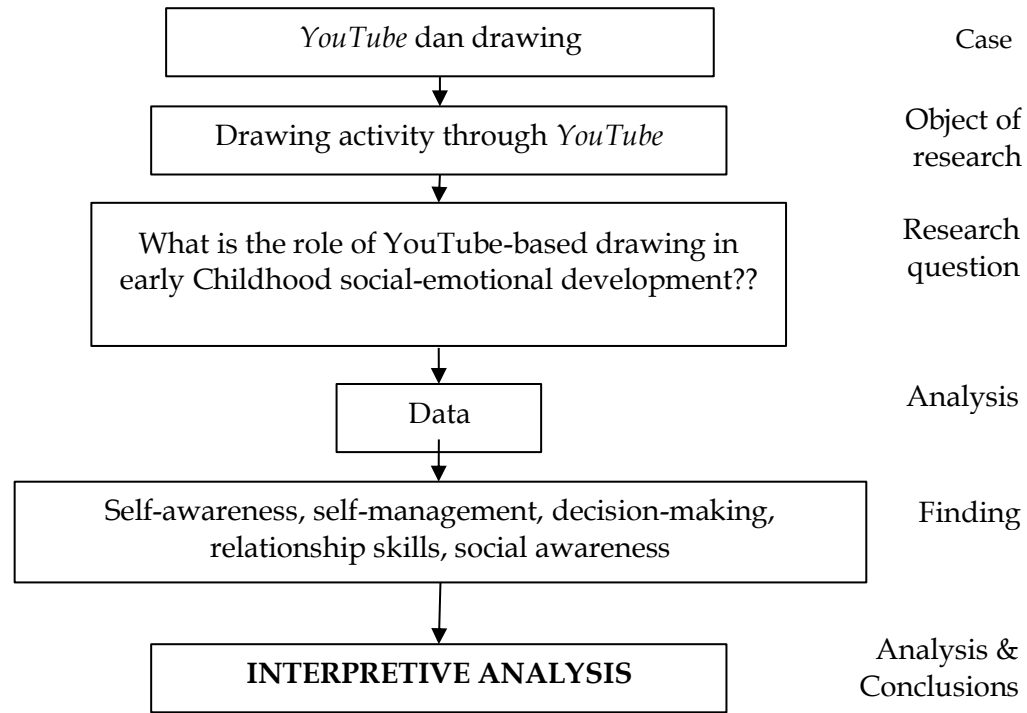 YouTube dan drawing
Case
Drawing activity through YouTube
Object of
research
What is the role of YouTube-based drawing in
early Childhood social-emotional development??
Research
question
Data
Analysis
Self-awareness, self-management, decision-making,
relationship skills, social awareness
Finding
INTERPRETIVE ANALYSIS
Analysis &
Conclusions